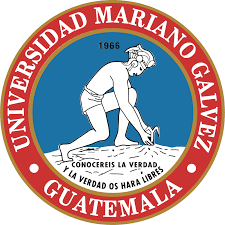 UNIVERSIDAD MARIANO GALVEZ
1966
CONOCEREIS LA VERDAD
Y LA VERDAD OS HARA LIBRES
• GUATEMALA •